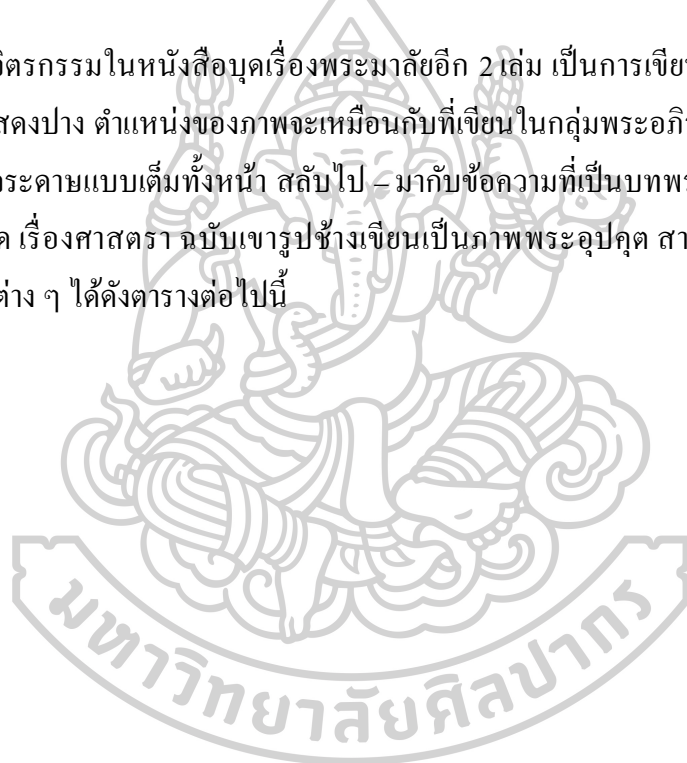 จิตรกรรมในหนังสือบุดเรื่องพระมาลัยอีก 2 เล่ม เป็นการเขีย
สดงปาง ตำแหน่งของภาพจะเหมือนกับที่เขียนในกลุ่มพระอภิ
ระดาษแบบเต็มทั้งหน้า สลับไป – มากับข้อความที่เป็นบทพร
ด เรื่องศาสตรา ฉบับเขารูปช้างเขียนเป็นภาพพระอุปคุต สา
ต่าง ๆ ได้ดังตารางต่อไปนี้
มหาวิทยาลัยศิลปากร